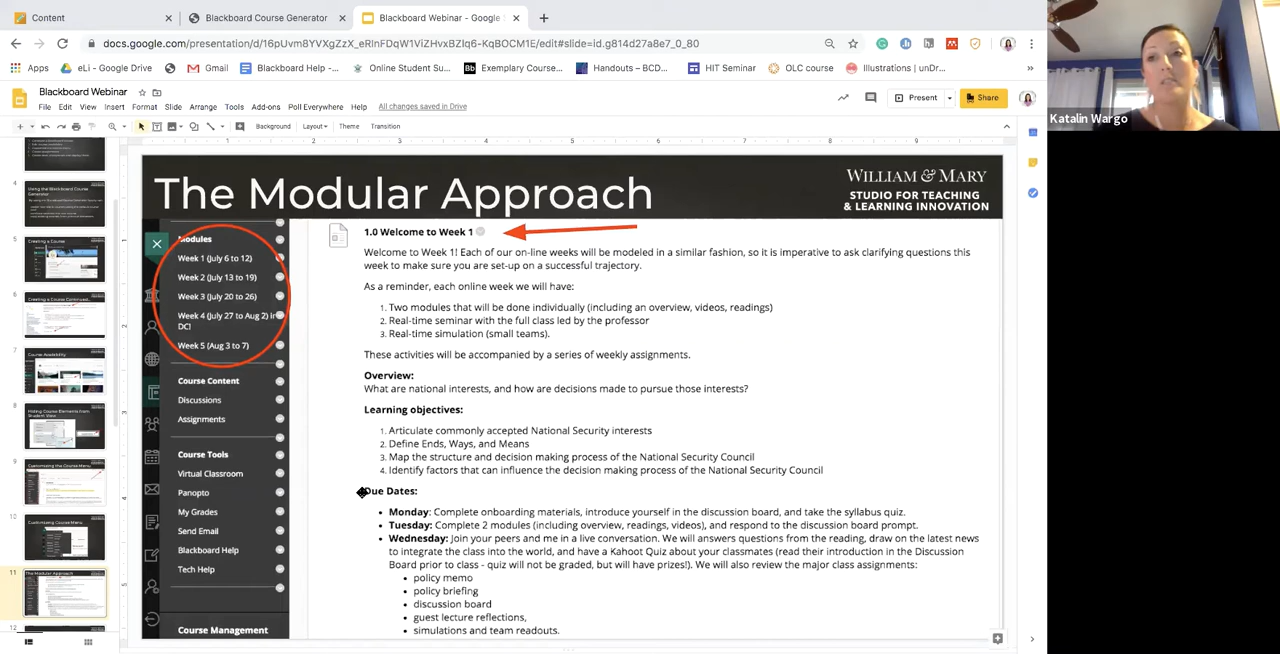 Content
Blackboard Course Generator
Blackboard Webinar - Google
docs.google.com/presentation/d/
Apps
eLi - Google Drive
Gmail
Blackboard Help -...
Online Student Su...
Exemplary Course...
Handouts – BCD...
HIT Seminar
OLC course
Illustrations | unDr...
Blackboard Webinar
File Edit View Insert Format Slide Arrange Tools Add-ons Poll Everywhere Help All changes saved in Drive
Present
Share
Background Layout Theme Transition
Katalin Wargo
The Modular Approach
WILLIAM & MARY
STUDIO FOR TEACHING
& LEARNING INNOVATION
Modules
Week 1 (July 6 to 12)
Week 2 (July 13 to 19)
Week 3 (July 20 to 26)
Week 4 (July 27 to Aug 2) in
DC)
Week 5 (Aug 3 to 7)
Course Content
Discussions
Assignments
Course Tools
Virtual Classroom
Panopto
My Grades
Send Email
Blackboard Help
Tech Help
Course Management
1.0 Welcome to Week 1
Welcome to Week 1! Each of our on-line weeks will be modeled in a similar fashion, so it is imperative to ask clarifying questions this
week to make sure you are set-up on a successful trajectory.
As a reminder, each online week we will have:
1. Two modules that will be done individually (including an overview, videos, readings)
2. Real-time seminar with the full class led by the professor
3. Real-time simulation (small teams).
These activities will be accompanied by a series of weekly assignments.
Overview:
What are national interests, and how are decisions made to pursue those interests?
Learning objectives:
1. Articulate commonly accepted National Security interests
2. Define Ends, Ways, and Means
3. Map the structure and decision making process of the National Security Council
4. Identify factors that can influence the decision making process of the National Security Council
Due Dates:
Monday: Complete onboarding materials, introduce yourself in the discussion board, and take the syllabus quiz.
Tuesday: Complete 2 modules (including overview, readings, videos), and respond to the discussion board prompt.
Wednesday: Join your peers and me in a live conversation. We will answers questions from the reading, draw on the latest news
to integrate the class into the world, and have a Kahoot Quiz about your classmates (read their introduction in the Discussion
Board prior to class - quiz will not be graded, but will have prizes!). We will also review the major class assignments:
policy memo
policy briefing
discussion board
guest lecture reflections,
simulations and team readouts.
4
5
6
7
8
9
10
11
12